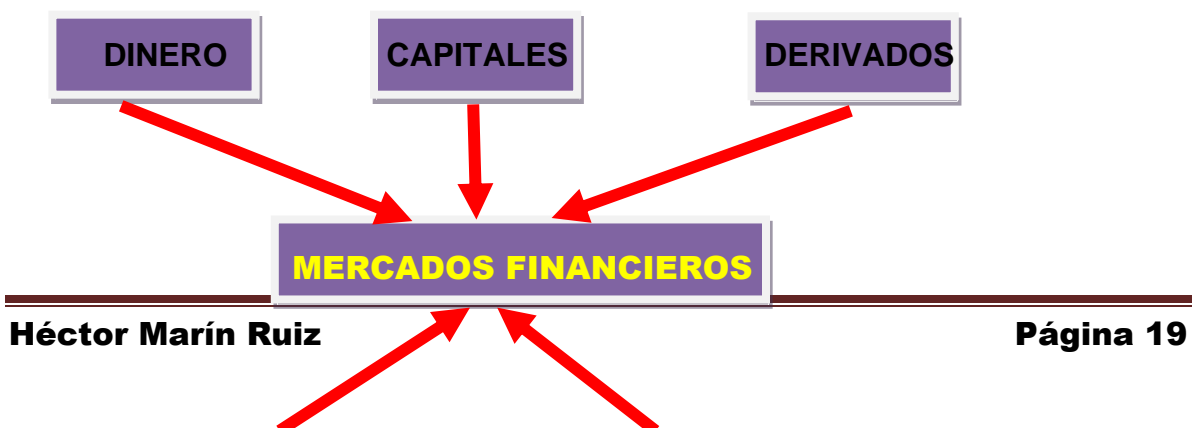 DINERO CAPITALES DERIVADOS
MERCADOS FINANCIEROS
Héctor Marín Ruiz Página 19